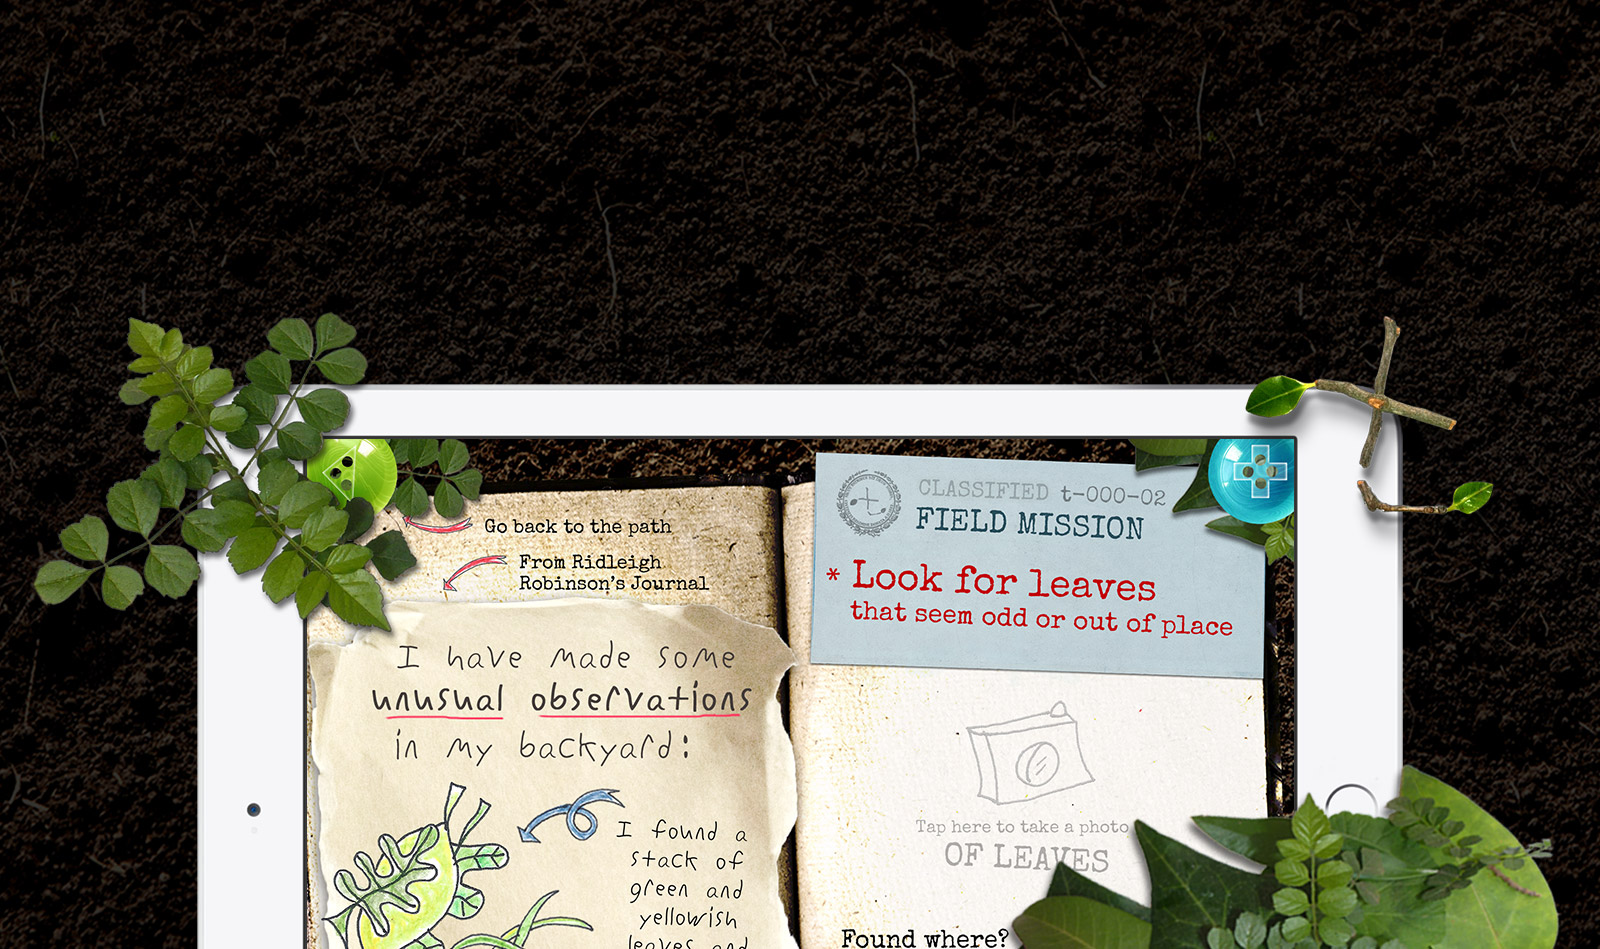 Go back to the path
From Ridleigh
Robinson's Journal
I have made some
unusual observations
in my backyard:
I found a
stack of
green and
yellowish
leaves and
CLASSIFIED t-000-02
FIELD MISSION
* Look for leaves
that seem odd or out of place
Tap here to take a photo
OF LEAVES
Found where?